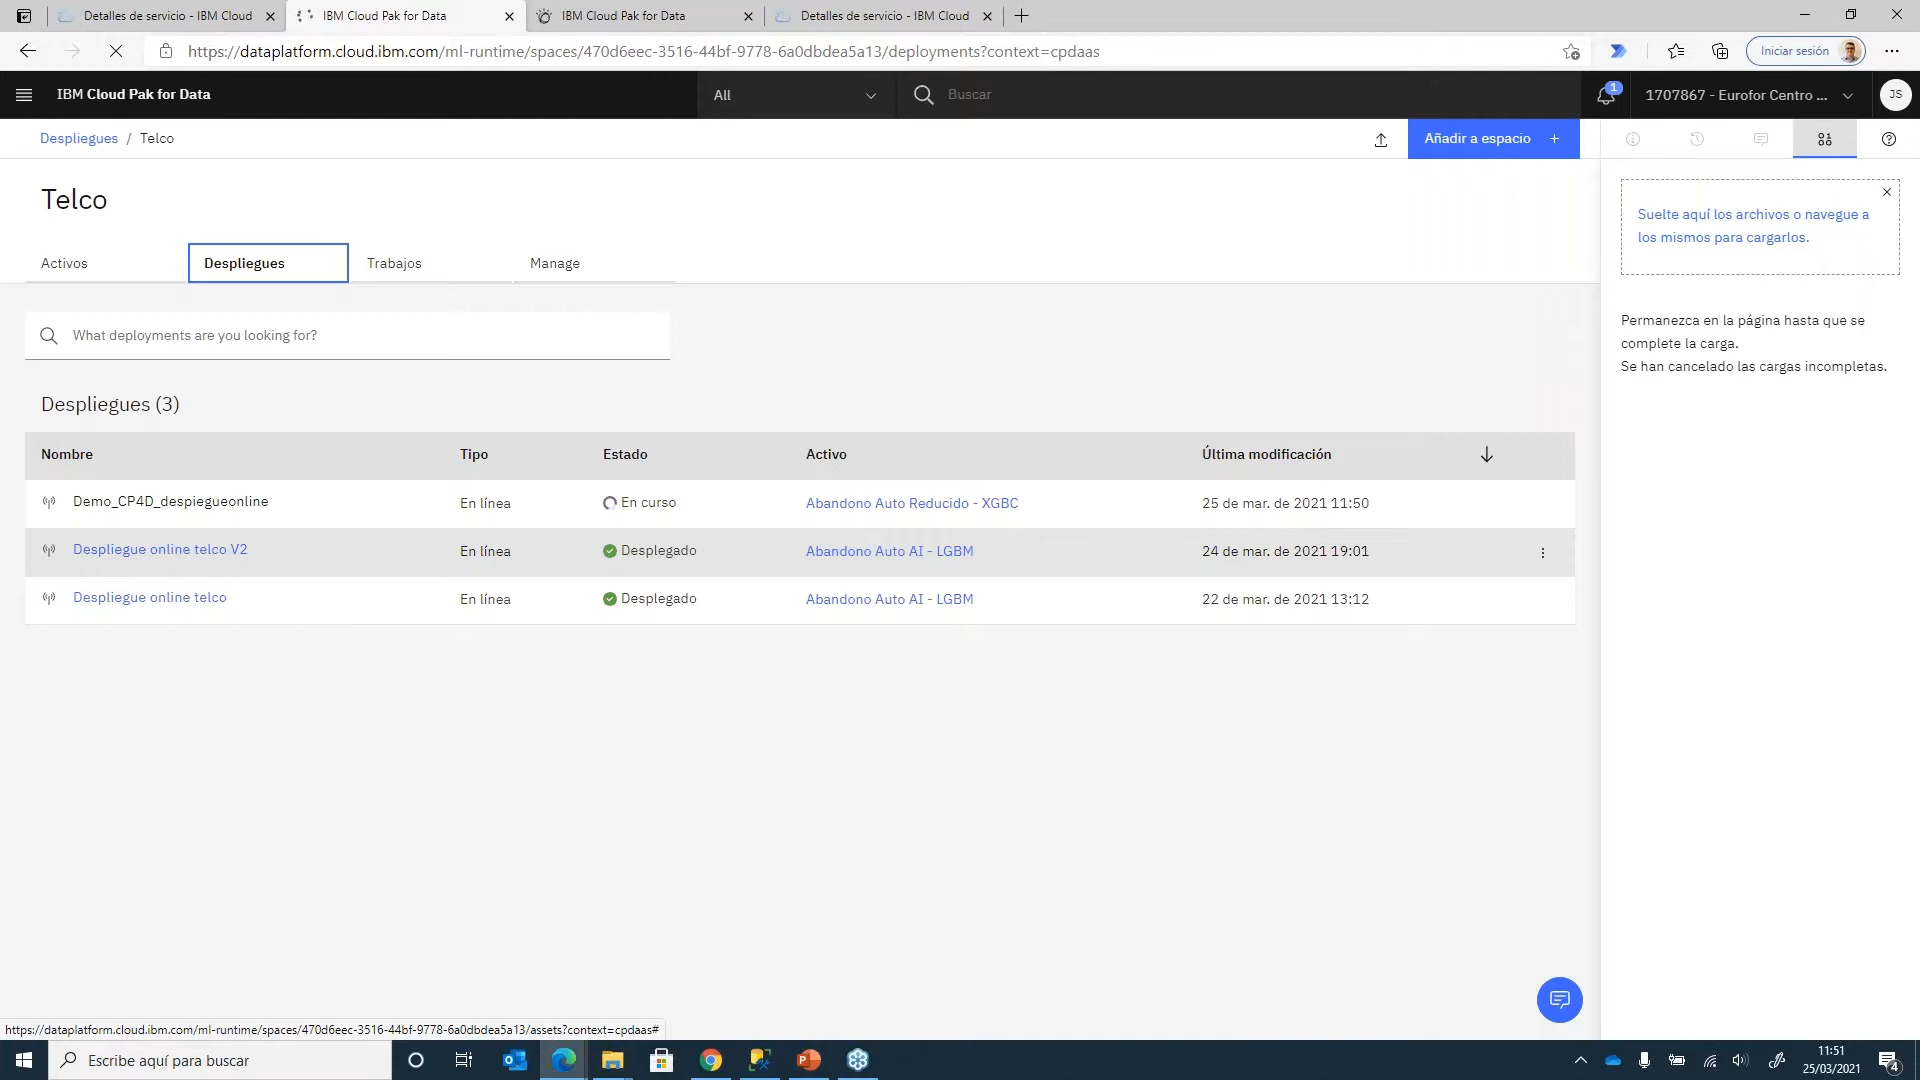 Detalles de servicio - IBM Cloud
IBM Cloud Pak for Data
IBM Cloud Pak for Data
Detalles de servicio - IBM Cloud
https://dataplatform.cloud.ibm.com/ml-runtime/spaces/470d6eec-3516-44bf-9778-6a0dbdea5a13/deployments?context=cpdaas
Iniciar sesión
IBM Cloud Pak for Data
All
Buscar
1
1707867 - Eurofor Centro ...
JS
Despliegues / Telco
Añadir a espacio +
Telco
Suelte aquí los archivos o navegue a
los mismos para cargarlos.
Activos
Despliegues
Trabajos
Manage
Permanezca en la página hasta que se
complete la carga.
Se han cancelado las cargas incompletas.
What deployments are you looking for?
Despliegues (3)
Nombre Tipo Estado Activo Última modificación
Demo_CP4D_despiegueonline En línea En curso Abandono Auto Reducido - XGBC 25 de mar. de 2021 11:50
Despliegue online telco V2 En línea Desplegado Abandono Auto AI - LGBM 24 de mar. de 2021 19:01
Despliegue online telco En línea Desplegado Abandono Auto AI - LGBM 22 de mar. de 2021 13:12
https://dataplatform.cloud.ibm.com/ml-runtime/spaces/470d6eec-3516-44bf-9778-6a0dbdea5a13/assets?context=cpdaas#
Escribe aquí para buscar
11:51
25/03/2021
4